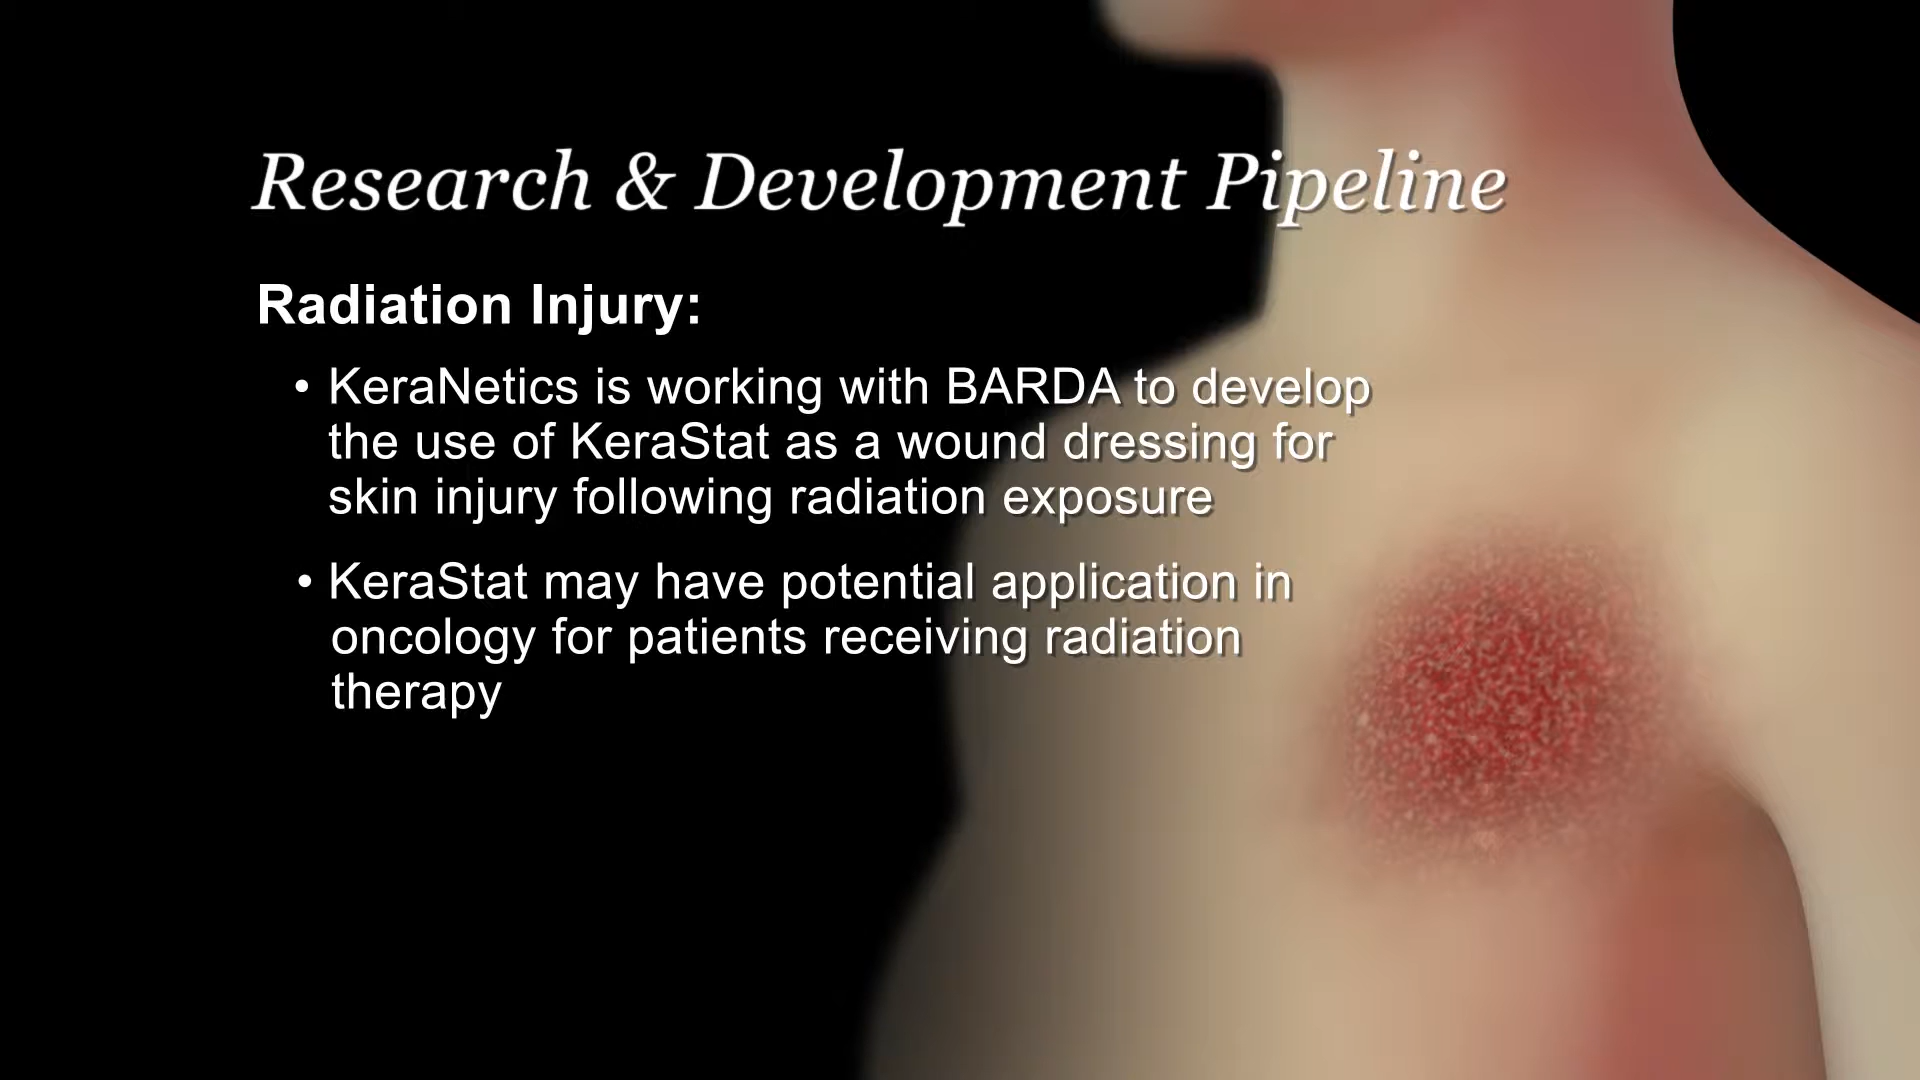 Research & Development Pipeline
Radiation Injury:
• KeraNetics is working with BARDA to develop
the use of KeraStat as a wound dressing for
skin injury following radiation exposure
• KeraStat may have potential application in
oncology for patients receiving radiation
therapy